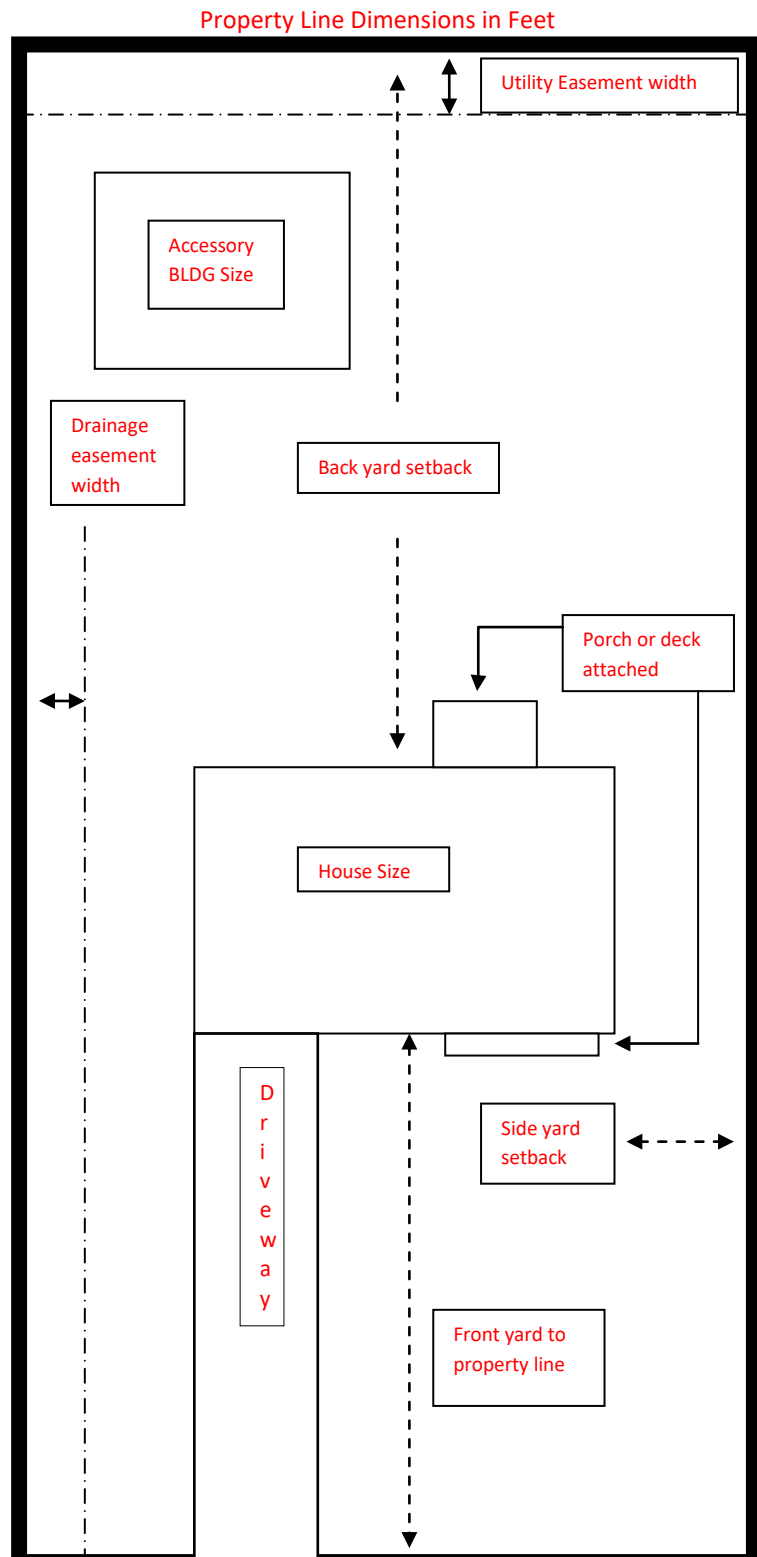 Property Line Dimensions in Feet
Utility Easement width
Accessory
BLDG Size
Drainage
easement
width
Back yard setback
Porch or deck
attached
House Size
Driveway
Side yard
setback
Front yard to
property line